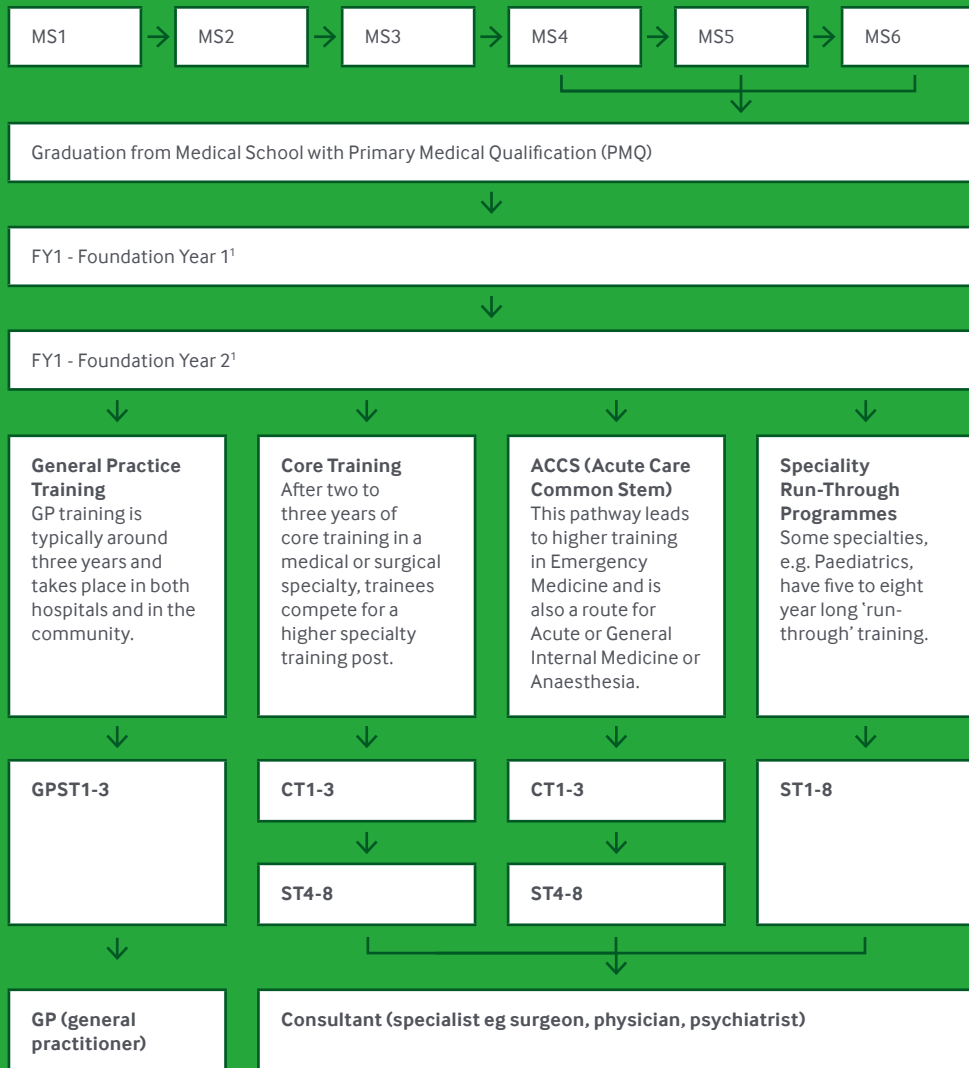 MS1
MS2
MS3
MS4
MS5
MS6
Graduation from Medical School with Primary Medical Qualification (PMQ)
FY1 - Foundation Year 1¹
FY1 - Foundation Year 2¹
General Practice
Training
GP training is
typically around
three years and
takes place in both
hospitals and in the
community.
Core Training
After two to
three years of
core training in a
medical or surgical
specialty, trainees
compete for a
higher specialty
training post.
ACCS (Acute Care
Common Stem)
This pathway leads
to higher training
in Emergency
Medicine and is
also a route for
Acute or General
Internal Medicine or
Anaesthesia.
Speciality
Run-Through
Programmes
Some specialties,
e.g. Paediatrics,
have five to eight
year long ‘run-
through’ training.
GPST1-3
CT1-3
CT1-3
ST1-8
ST4-8
ST4-8
GP (general
practitioner)
Consultant (specialist eg surgeon, physician, psychiatrist)